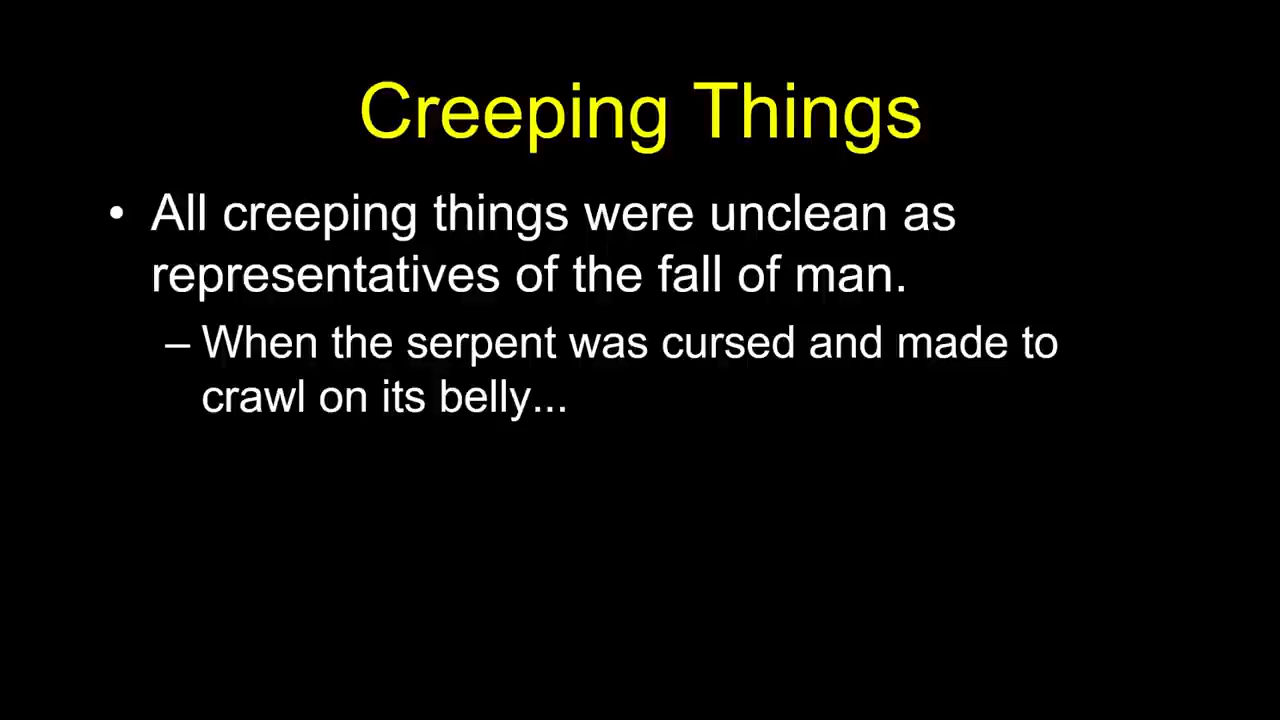 Creeping Things
• All creeping things were unclean as
representatives of the fall of man.
– When the serpent was cursed and made to
crawl on its belly...